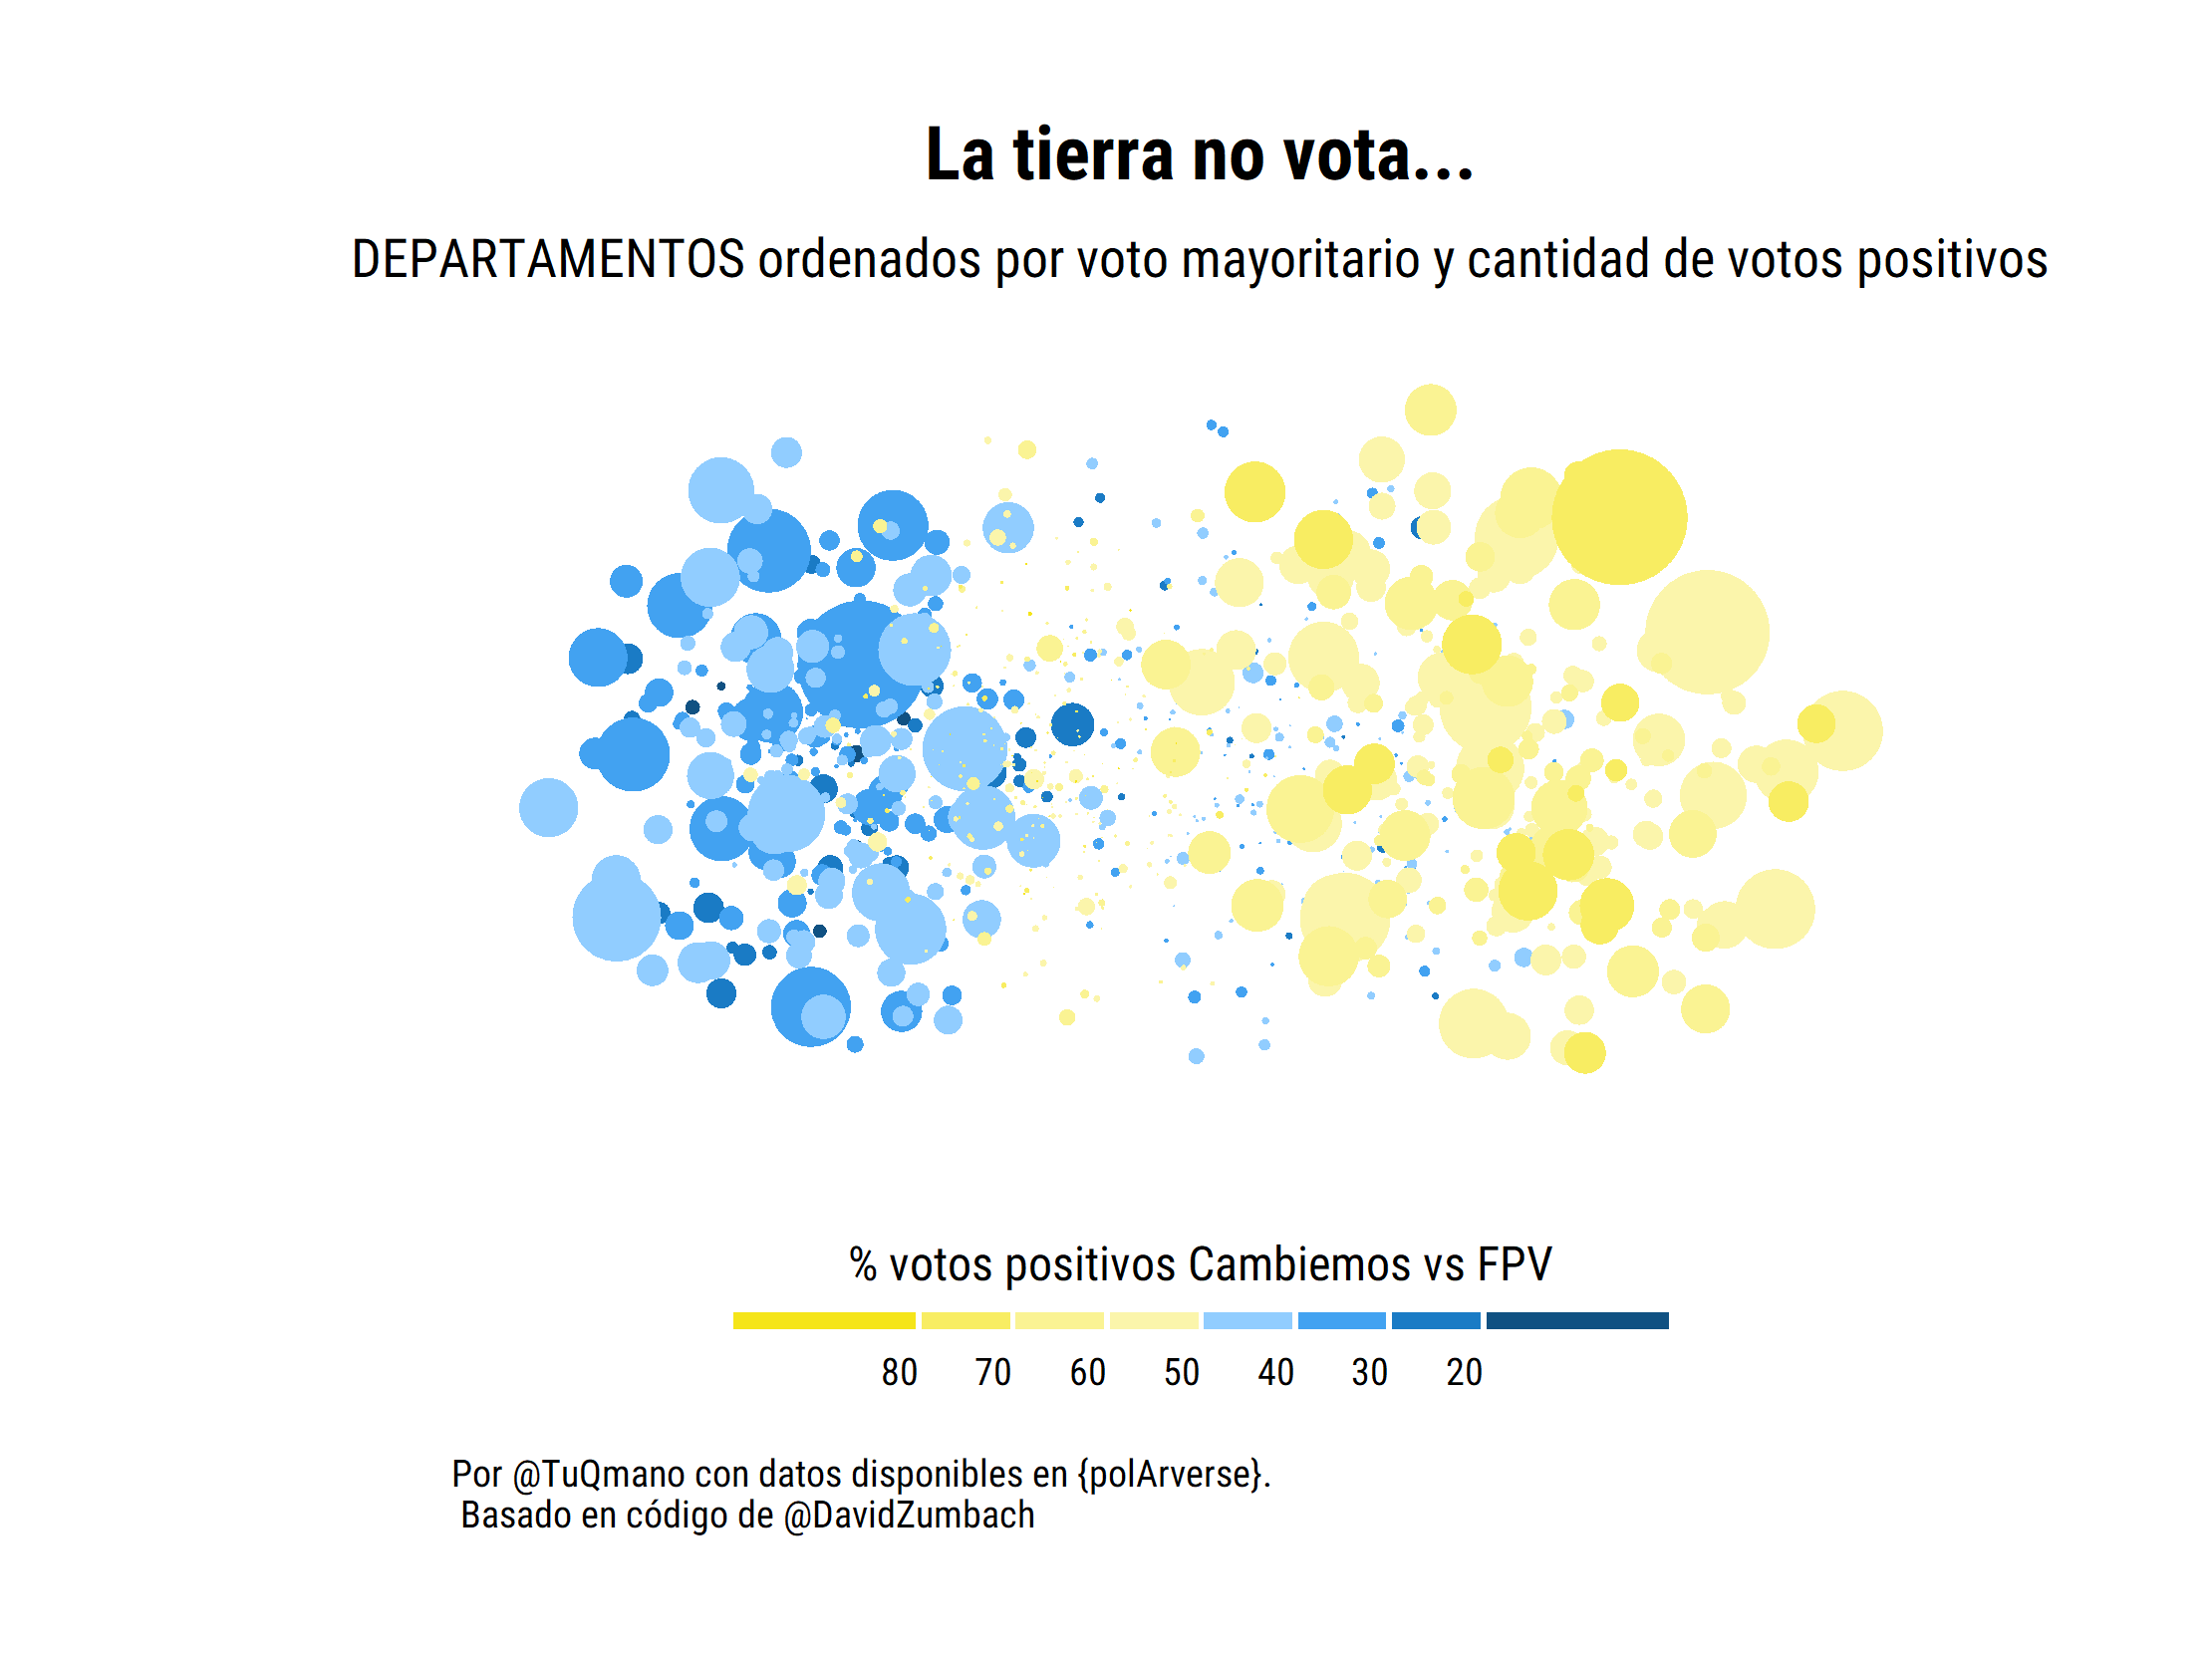 La tierra no vota...
DEPARTAMENTOS ordenados por voto mayoritario y cantidad de votos positivos
% votos positivos Cambiemos vs FPV
80 70 60 50 40 30 20
Por @TuQmano con datos disponibles en {polArverse}.
Basado en código de @DavidZumbach